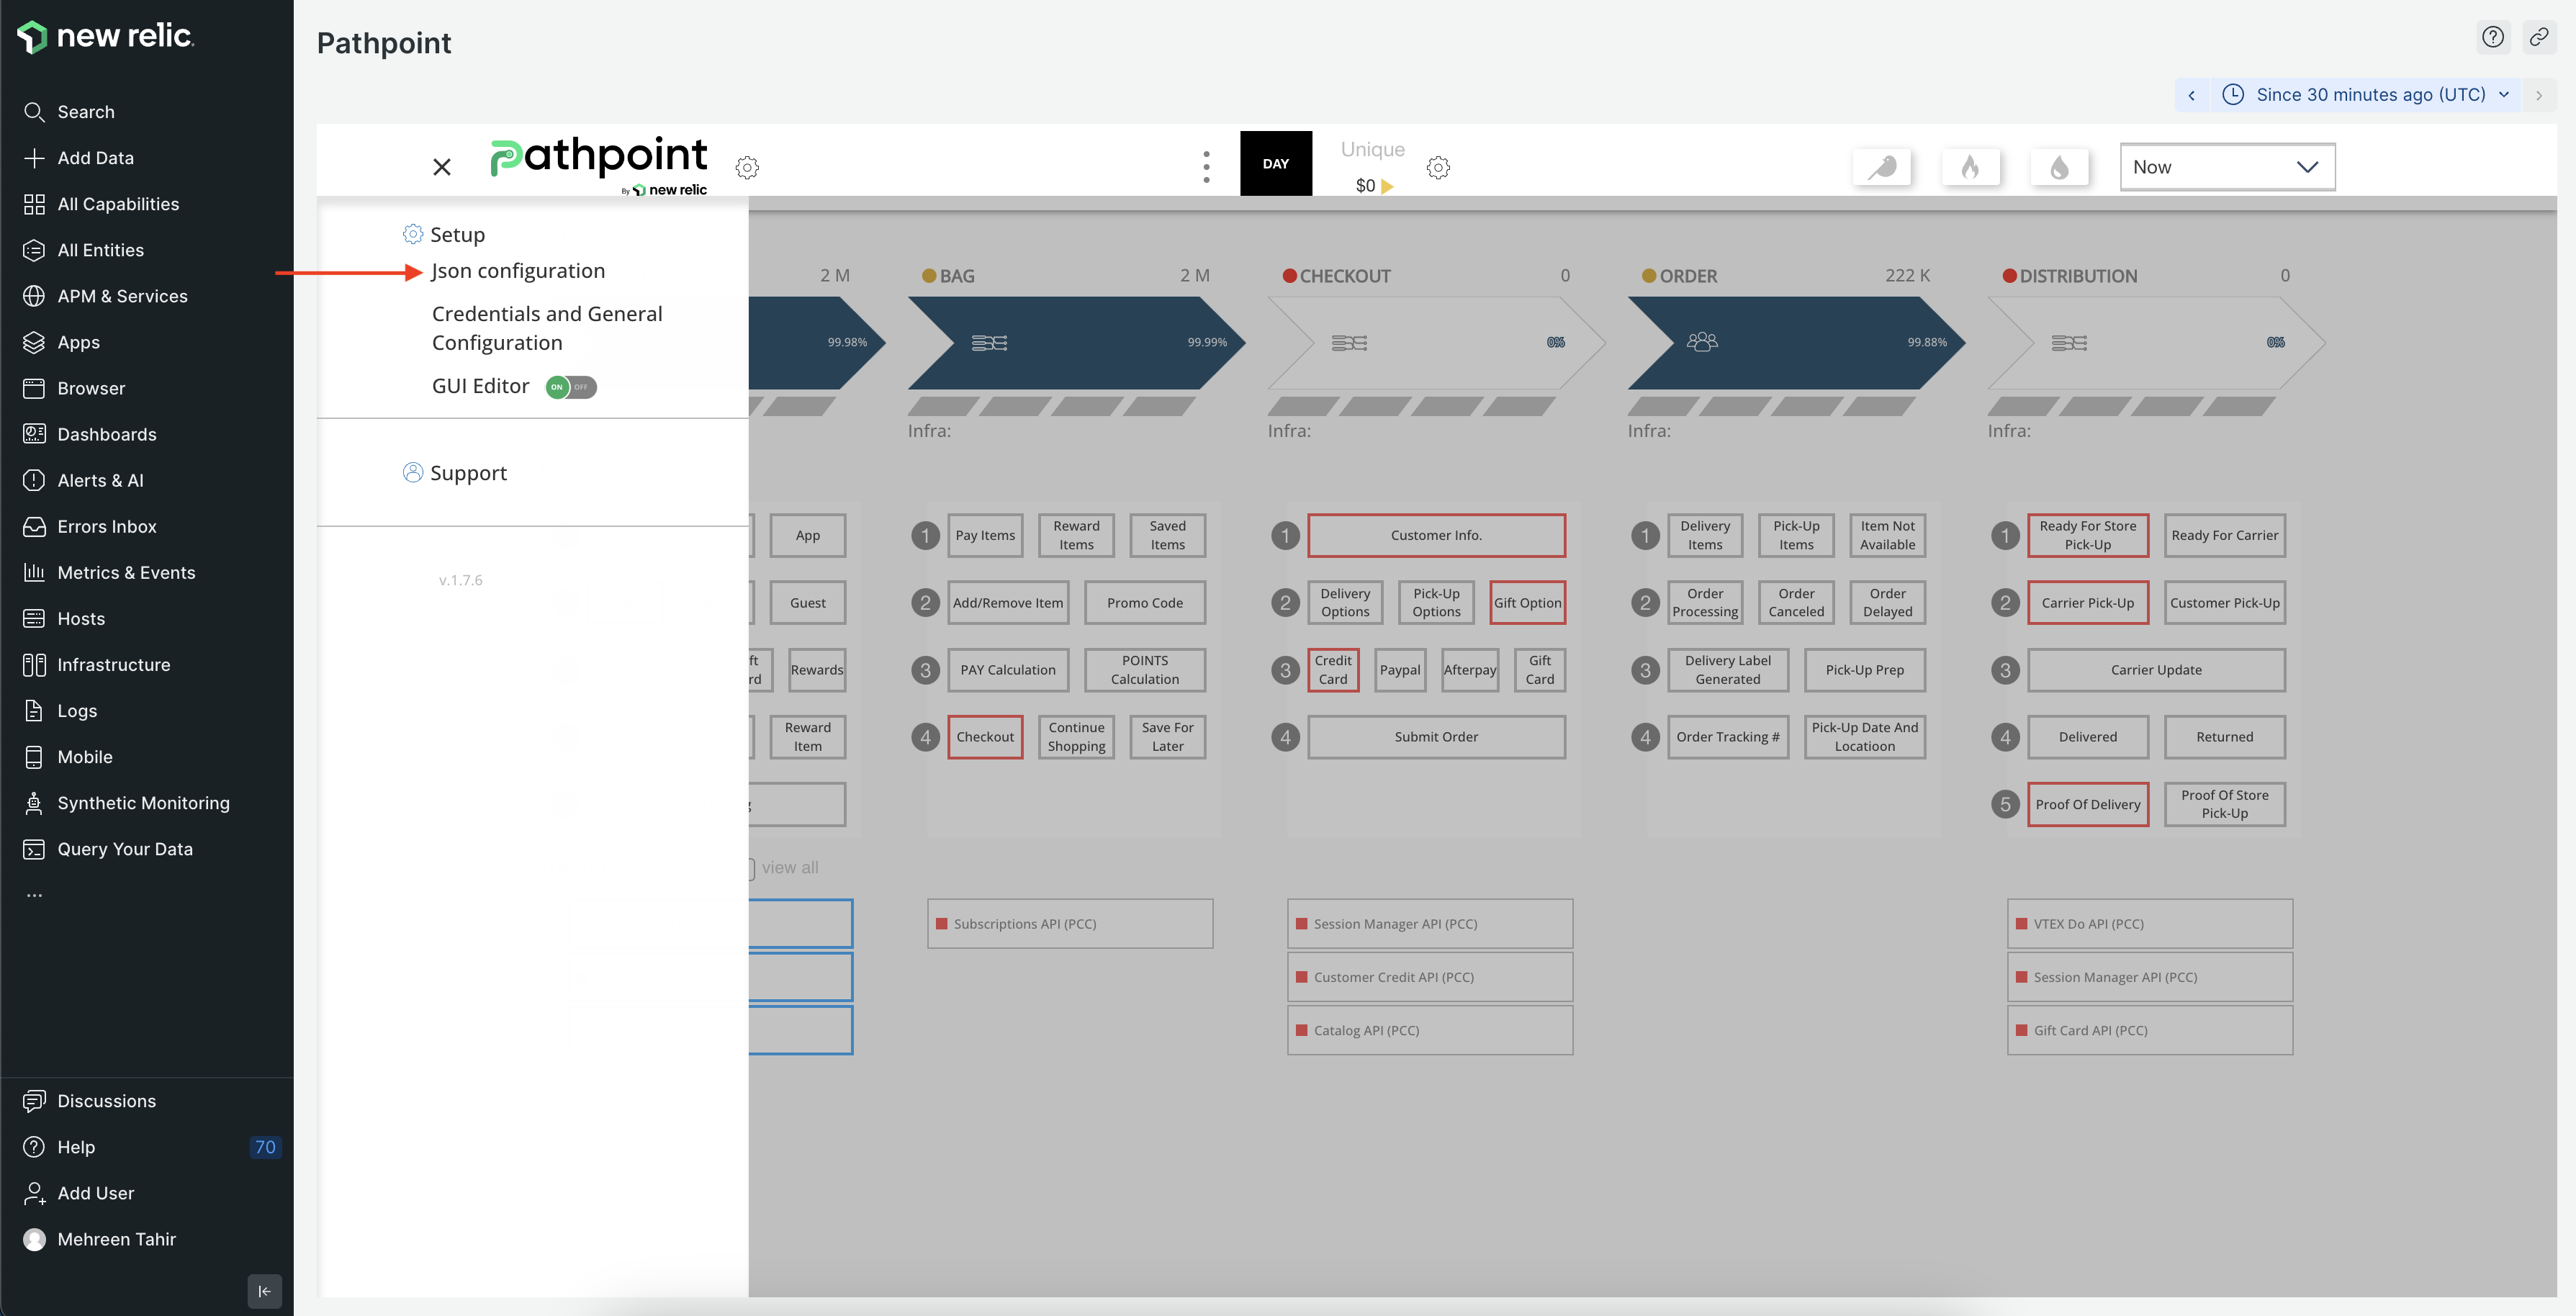 new relic.
Search
Add Data
All Capabilities
All Entities
APM & Services
Apps
Browser
Dashboards
Alerts & AI
Errors Inbox
Metrics & Events
Hosts
Infrastructure
Logs
Mobile
Synthetic Monitoring
Query Your Data
...
Discussions
Help 70
Add User
Mehreen Tahir
Pathpoint
Since 30 minutes ago (UTC)
Pathpoint
By new relic
DAY
Unique
$0
Now
Setup
Json configuration
Credentials and General
Configuration
GUI Editor ON OFF
Support
v.1.7.6
2 M
99.98%
App
Guest
ft
rd
Rewards
Reward
Item
view all
BAG 2 M
99.99%
Infra:
1 Pay Items
Reward
Items
Saved
Items
2 Add/Remove Item
Promo Code
3 PAY Calculation
POINTS
Calculation
4 Checkout
Continue
Shopping
Save For
Later
Subscriptions API (PCC)
CHECKOUT 0
0%
Infra:
1 Customer Info.
2 Delivery
Options
Pick-Up
Options
Gift Option
3 Credit
Card
Paypal
Afterpay
Gift
Card
4 Submit Order
Session Manager API (PCC)
Customer Credit API (PCC)
Catalog API (PCC)
ORDER 222 K
99.88%
Infra:
1 Delivery
Items
Pick-Up
Items
Item Not
Available
2 Order
Processing
Order
Canceled
Order
Delayed
3 Delivery Label
Generated
Pick-Up Prep
4 Order Tracking #
Pick-Up Date And
Locatioon
DISTRIBUTION 0
0%
Infra:
1 Ready For Store
Pick-Up
Ready For Carrier
2 Carrier Pick-Up
Customer Pick-Up
3 Carrier Update
4 Delivered
Returned
5 Proof Of Delivery
Proof Of Store
Pick-Up
VTEX Do API (PCC)
Session Manager API (PCC)
Gift Card API (PCC)